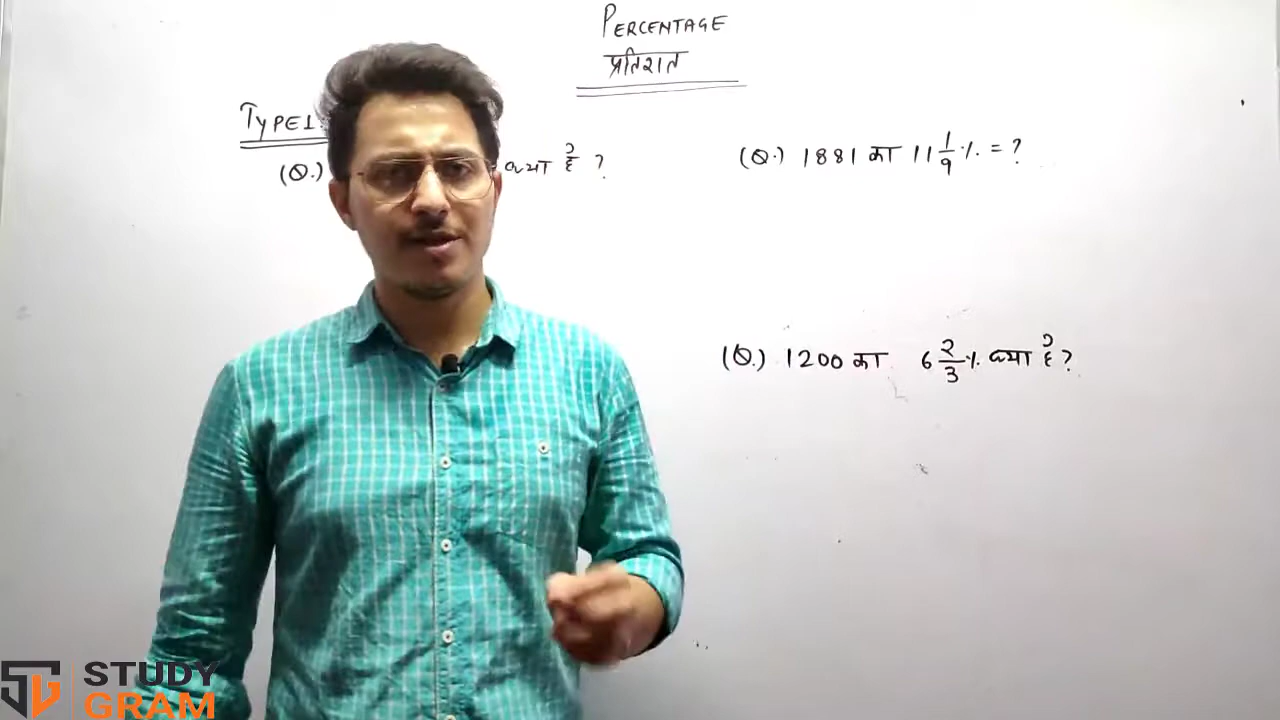 PERCENTAGE
प्रतिशत
TYPE1.
(Q.) क्या है ?
(Q.) 1881 का 11 1/9 % = ?
(Q.) 1200 का 6 2/3 % क्या है ?
STUDY
GRAM